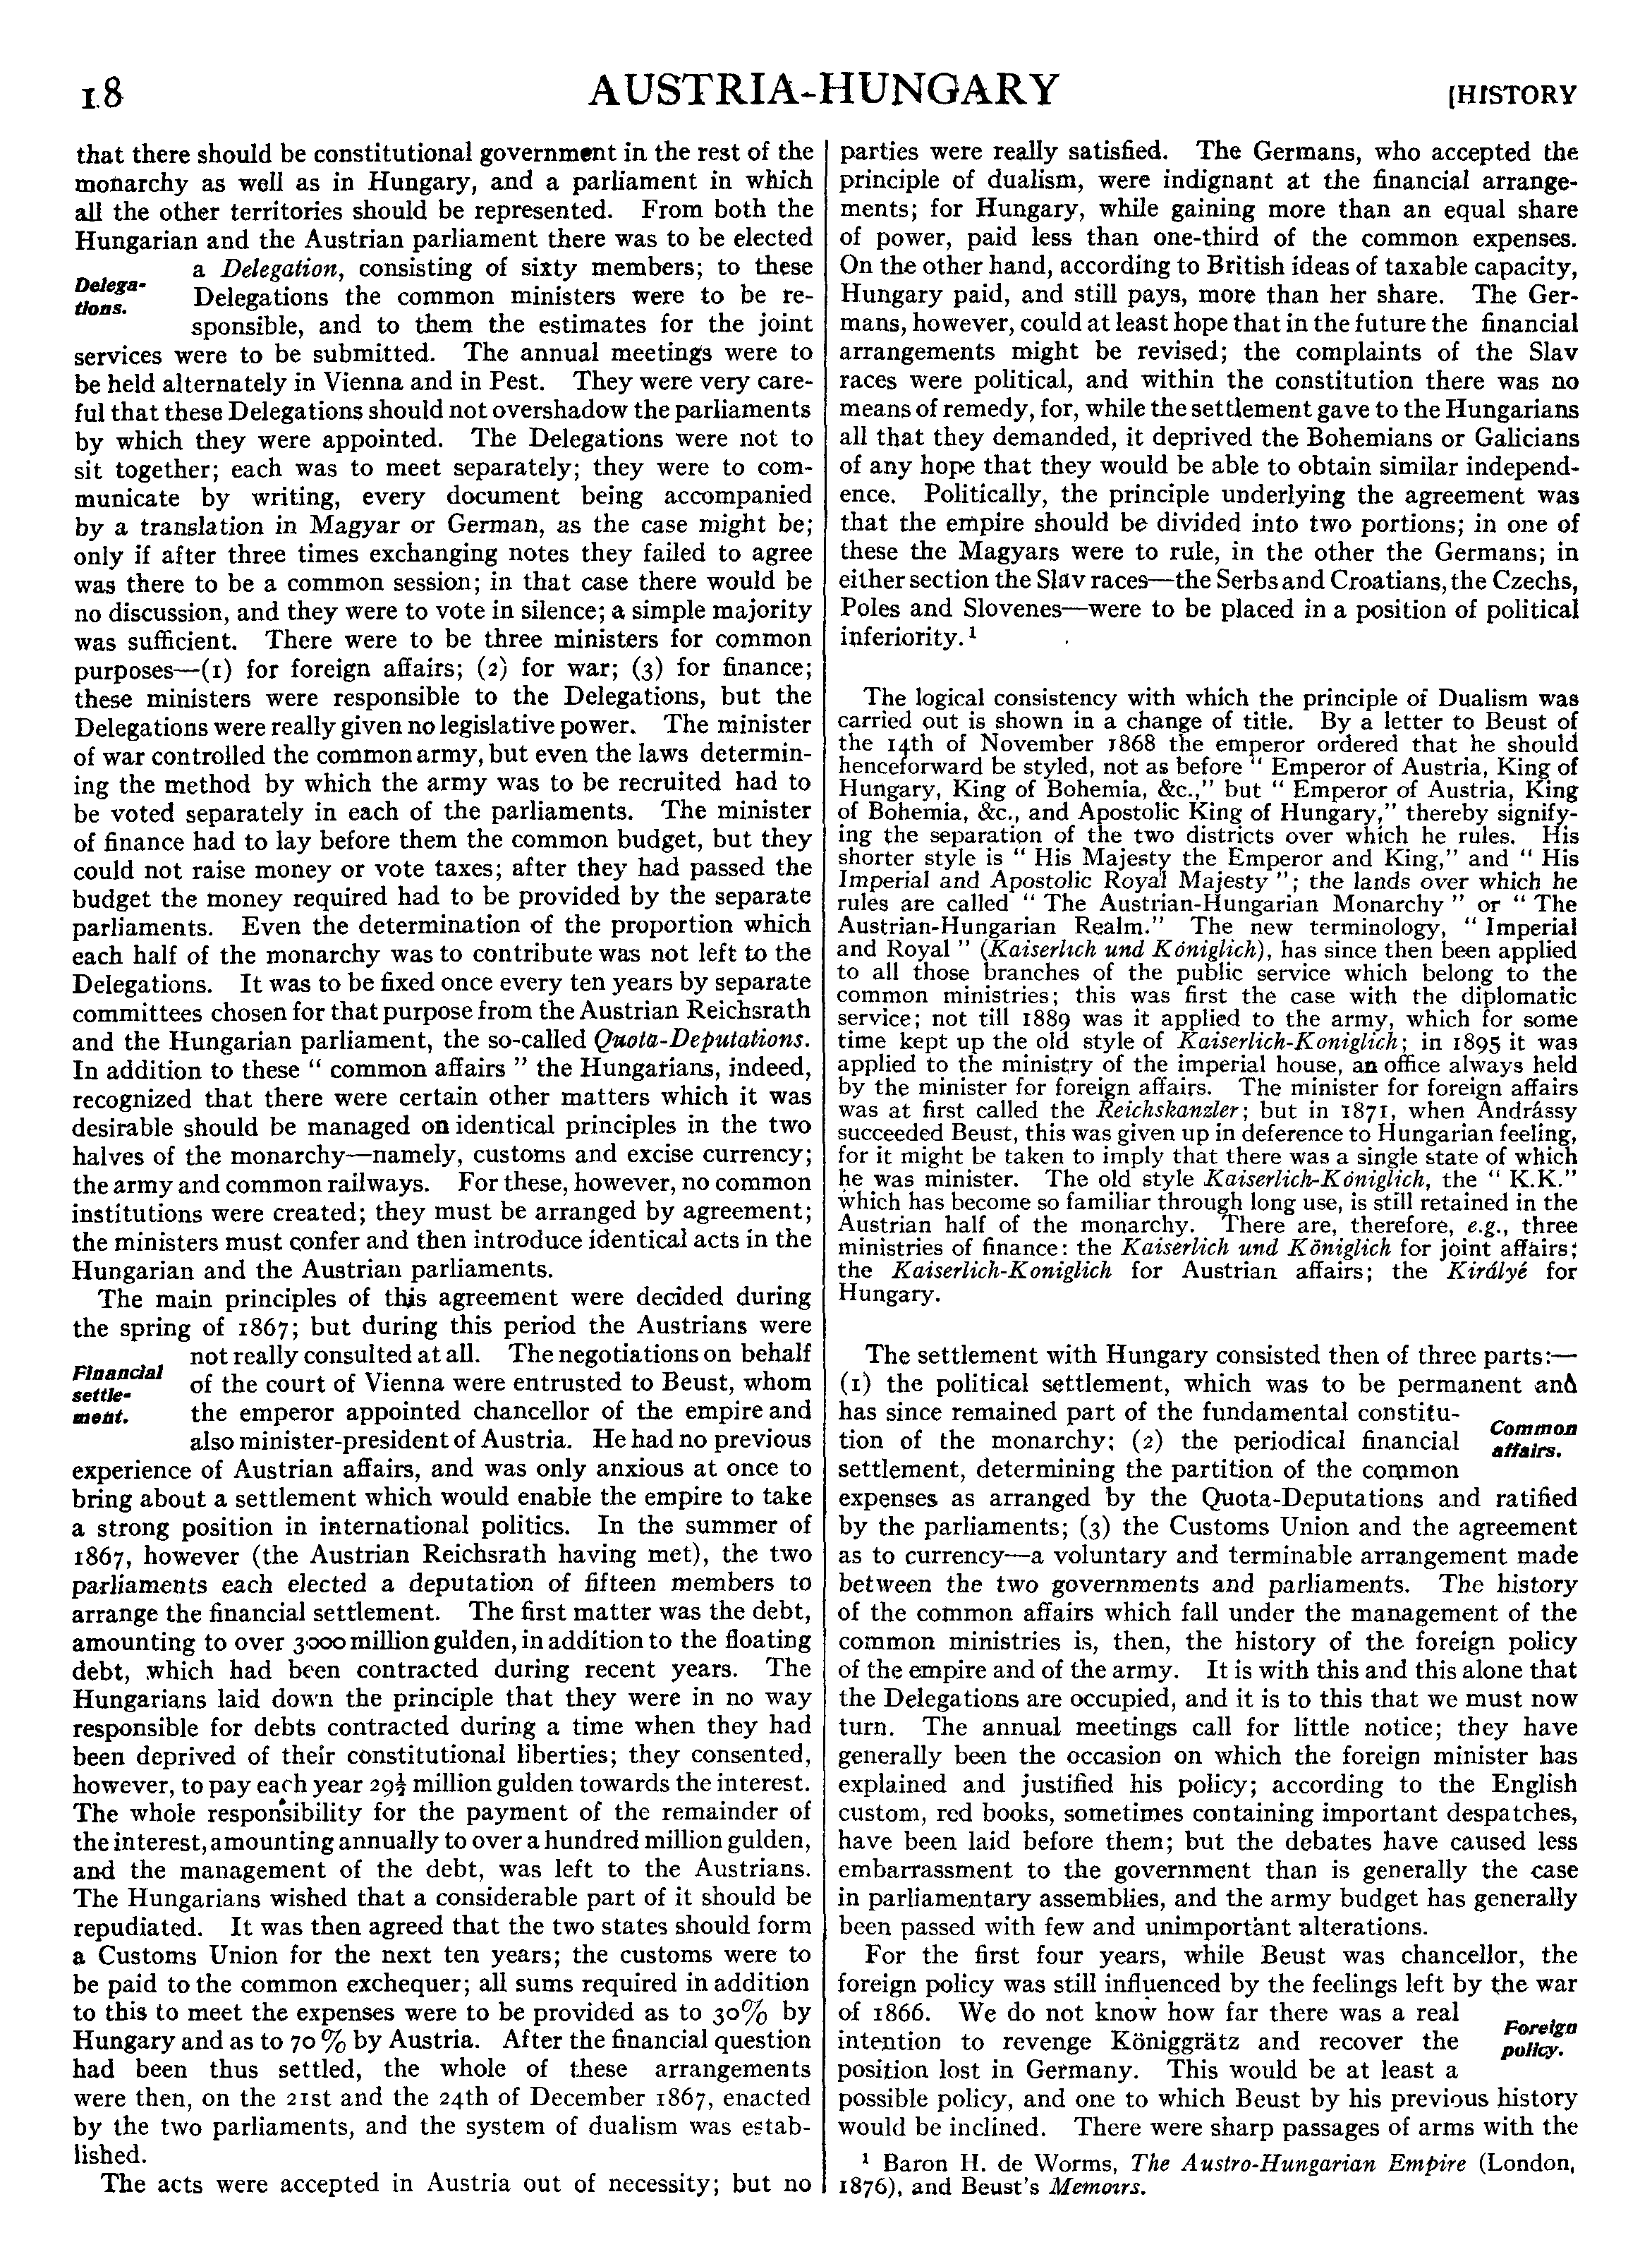 18
AUSTRIA-HUNGARY
[HISTORY
that there should be constitutional government in the rest of the
monarchy as well as in Hungary, and a parliament in which
all the other territories should be represented. From both the
Hungarian and the Austrian parliament there was to be elected
Delega-
tions.
a Delegation, consisting of sixty members; to these
Delegations the common ministers were to be re-
sponsible, and to them the estimates for the joint
services were to be submitted. The annual meetings were to
be held alternately in Vienna and in Pest. They were very care-
ful that these Delegations should not overshadow the parliaments
by which they were appointed. The Delegations were not to
sit together; each was to meet separately; they were to com-
municate by writing, every document being accompanied
by a translation in Magyar or German, as the case might be;
only if after three times exchanging notes they failed to agree
was there to be a common session; in that case there would be
no discussion, and they were to vote in silence; a simple majority
was sufficient. There were to be three ministers for common
purposes—(1) for foreign affairs; (2) for war; (3) for finance;
these ministers were responsible to the Delegations, but the
Delegations were really given no legislative power. The minister
of war controlled the common army, but even the laws determin-
ing the method by which the army was to be recruited had to
be voted separately in each of the parliaments. The minister
of finance had to lay before them the common budget, but they
could not raise money or vote taxes; after they had passed the
budget the money required had to be provided by the separate
parliaments. Even the determination of the proportion which
each half of the monarchy was to contribute was not left to the
Delegations. It was to be fixed once every ten years by separate
committees chosen for that purpose from the Austrian Reichsrath
and the Hungarian parliament, the so-called Quota-Deputations.
In addition to these “ common affairs ” the Hungarians, indeed,
recognized that there were certain other matters which it was
desirable should be managed on identical principles in the two
halves of the monarchy—namely, customs and excise currency;
the army and common railways. For these, however, no common
institutions were created; they must be arranged by agreement;
the ministers must confer and then introduce identical acts in the
Hungarian and the Austrian parliaments.
The main principles of this agreement were decided during
the spring of 1867; but during this period the Austrians were
Financial
settle-
ment.
not really consulted at all. The negotiations on behalf
of the court of Vienna were entrusted to Beust, whom
the emperor appointed chancellor of the empire and
also minister-president of Austria. He had no previous
experience of Austrian affairs, and was only anxious at once to
bring about a settlement which would enable the empire to take
a strong position in international politics. In the summer of
1867, however (the Austrian Reichsrath having met), the two
parliaments each elected a deputation of fifteen members to
arrange the financial settlement. The first matter was the debt,
amounting to over 3000 million gulden, in addition to the floating
debt, which had been contracted during recent years. The
Hungarians laid down the principle that they were in no way
responsible for debts contracted during a time when they had
been deprived of their constitutional liberties; they consented,
however, to pay each year 29½ million gulden towards the interest.
The whole responsibility for the payment of the remainder of
the interest, amounting annually to over a hundred million gulden,
and the management of the debt, was left to the Austrians.
The Hungarians wished that a considerable part of it should be
repudiated. It was then agreed that the two states should form
a Customs Union for the next ten years; the customs were to
be paid to the common exchequer; all sums required in addition
to this to meet the expenses were to be provided as to 30% by
Hungary and as to 70 % by Austria. After the financial question
had been thus settled, the whole of these arrangements
were then, on the 21st and the 24th of December 1867, enacted
by the two parliaments, and the system of dualism was estab-
lished.
The acts were accepted in Austria out of necessity; but no
parties were really satisfied. The Germans, who accepted the
principle of dualism, were indignant at the financial arrange-
ments; for Hungary, while gaining more than an equal share
of power, paid less than one-third of the common expenses.
On the other hand, according to British ideas of taxable capacity,
Hungary paid, and still pays, more than her share. The Ger-
mans, however, could at least hope that in the future the financial
arrangements might be revised; the complaints of the Slav
races were political, and within the constitution there was no
means of remedy, for, while the settlement gave to the Hungarians
all that they demanded, it deprived the Bohemians or Galicians
of any hope that they would be able to obtain similar independ-
ence. Politically, the principle underlying the agreement was
that the empire should be divided into two portions; in one of
these the Magyars were to rule, in the other the Germans; in
either section the Slav races—the Serbs and Croatians, the Czechs,
Poles and Slovenes—were to be placed in a position of political
inferiority.¹
The logical consistency with which the principle of Dualism was
carried out is shown in a change of title. By a letter to Beust of
the 14th of November 1868 the emperor ordered that he should
henceforward be styled, not as before “ Emperor of Austria, King of
Hungary, King of Bohemia, &c.,” but “ Emperor of Austria, King
of Bohemia, &c., and Apostolic King of Hungary,” thereby signify-
ing the separation of the two districts over which he rules. His
shorter style is “ His Majesty the Emperor and King,” and “ His
Imperial and Apostolic Royal Majesty ”; the lands over which he
rules are called “ The Austrian-Hungarian Monarchy ” or “ The
Austrian-Hungarian Realm.” The new terminology, “ Imperial
and Royal ” (Kaiserlich und Königlich), has since then been applied
to all those branches of the public service which belong to the
common ministries; this was first the case with the diplomatic
service; not till 1889 was it applied to the army, which for some
time kept up the old style of Kaiserlich-Koniglich; in 1895 it was
applied to the ministry of the imperial house, an office always held
by the minister for foreign affairs. The minister for foreign affairs
was at first called the Reichskanzler; but in 1871, when Andrássy
succeeded Beust, this was given up in deference to Hungarian feeling,
for it might be taken to imply that there was a single state of which
he was minister. The old style Kaiserlich-Königlich, the “ K.K.”
which has become so familiar through long use, is still retained in the
Austrian half of the monarchy. There are, therefore, e.g., three
ministries of finance: the Kaiserlich und Königlich for joint affairs;
the Kaiserlich-Koniglich for Austrian affairs; the Királyé for
Hungary.
The settlement with Hungary consisted then of three parts:—
(1) the political settlement, which was to be permanent and
has since remained part of the fundamental constitu-
tion of the monarchy; (2) the periodical financial
settlement, determining the partition of the common
Common
affairs.
expenses as arranged by the Quota-Deputations and ratified
by the parliaments; (3) the Customs Union and the agreement
as to currency—a voluntary and terminable arrangement made
between the two governments and parliaments. The history
of the common affairs which fall under the management of the
common ministries is, then, the history of the foreign policy
of the empire and of the army. It is with this and this alone that
the Delegations are occupied, and it is to this that we must now
turn. The annual meetings call for little notice; they have
generally been the occasion on which the foreign minister has
explained and justified his policy; according to the English
custom, red books, sometimes containing important despatches,
have been laid before them; but the debates have caused less
embarrassment to the government than is generally the case
in parliamentary assemblies, and the army budget has generally
been passed with few and unimportant alterations.
For the first four years, while Beust was chancellor, the
foreign policy was still influenced by the feelings left by the war
of 1866. We do not know how far there was a real
intention to revenge Königgrätz and recover the
position lost in Germany. This would be at least a
Foreign
policy.
possible policy, and one to which Beust by his previous history
would be inclined. There were sharp passages of arms with the
¹ Baron H. de Worms, The Austro-Hungarian Empire (London,
1876), and Beust's Memoirs.